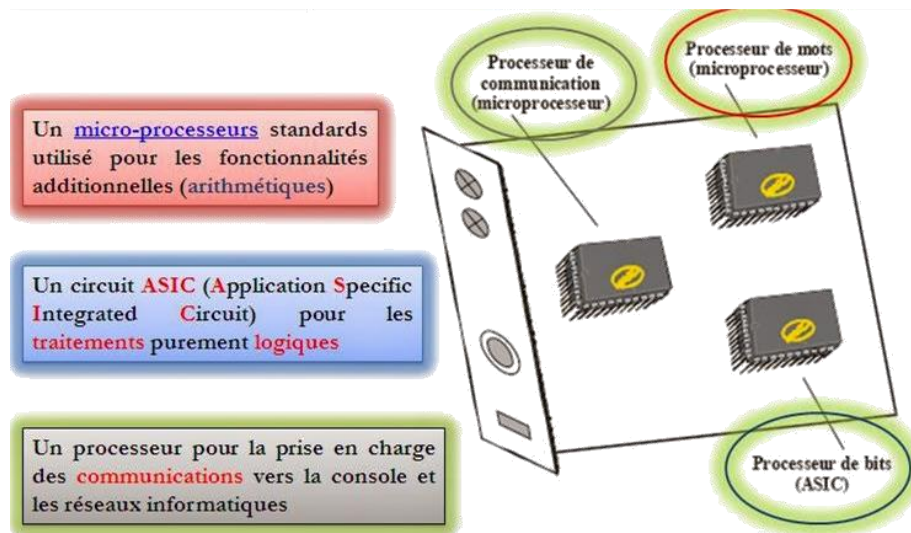 Processeur de
communication
(microprocesseur)
Processeur de mots
(microprocesseur)
Un micro-processeurs standards
utilisé pour les fonctionnalités
additionnelles (arithmétiques)
Un circuit ASIC (Application Specific
Integrated Circuit) pour les
traitements purement logiques
Un processeur pour la prise en charge
des communications vers la console et
les réseaux informatiques
Processeur de bits
(ASIC)